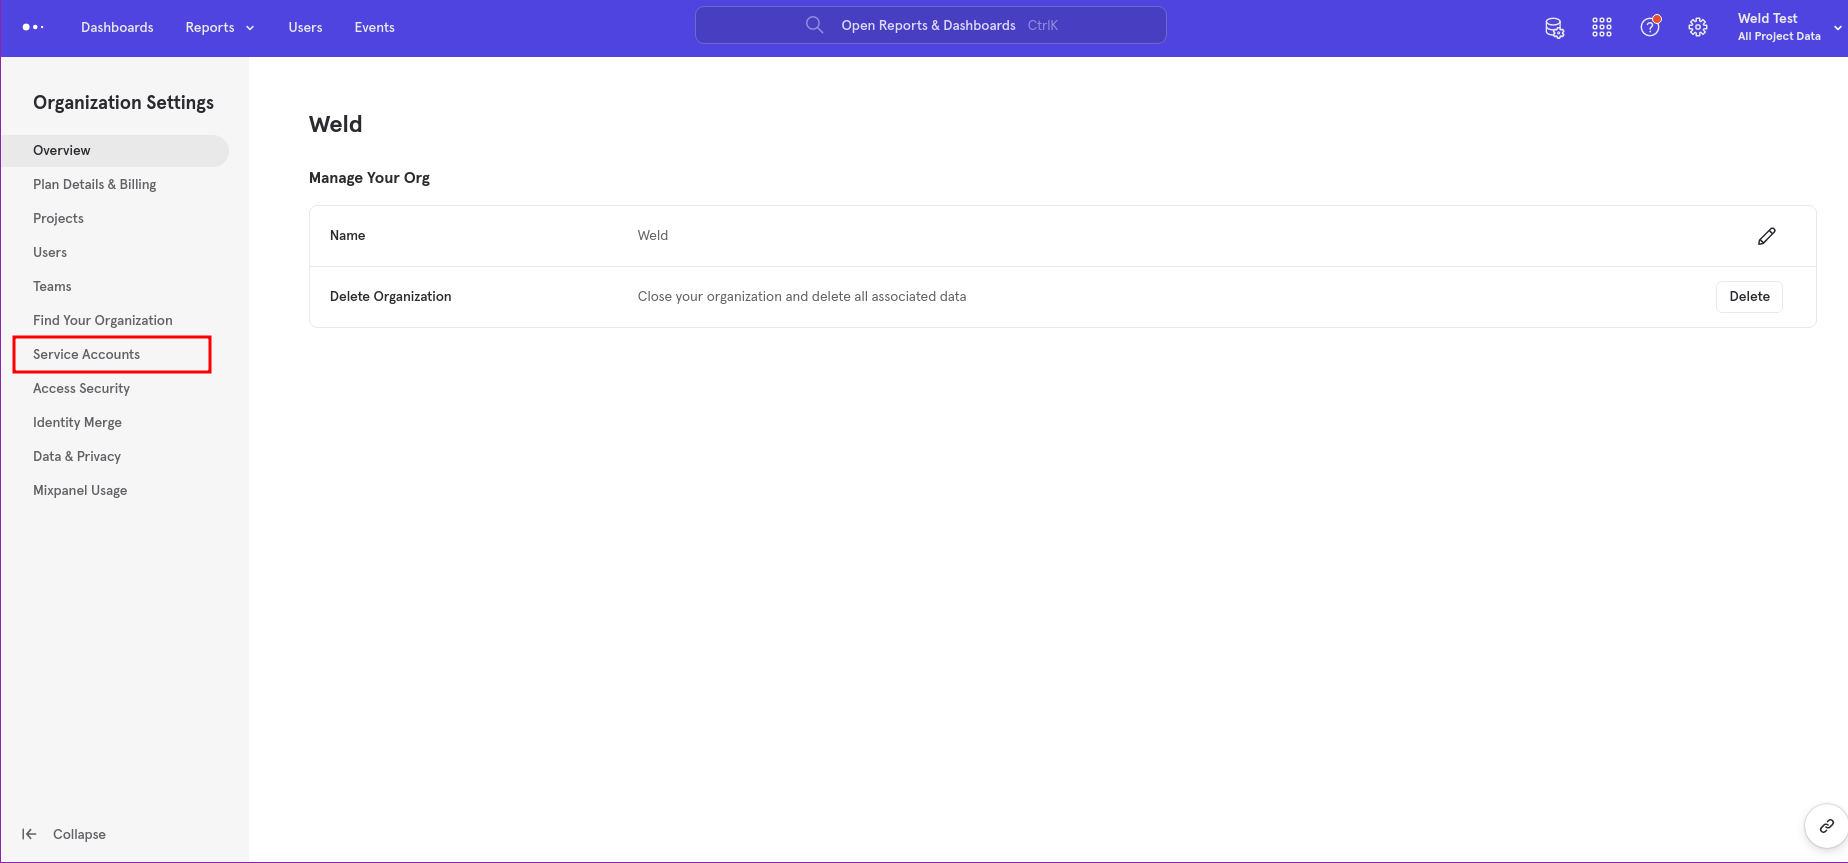 Dashboards Reports Users Events Open Reports & Dashboards CtrlK Weld Test
All Project Data
Organization Settings
Overview
Plan Details & Billing
Projects
Users
Teams
Find Your Organization
Service Accounts
Access Security
Identity Merge
Data & Privacy
Mixpanel Usage
Collapse
Weld
Manage Your Org
Name Weld
Delete Organization Close your organization and delete all associated data Delete